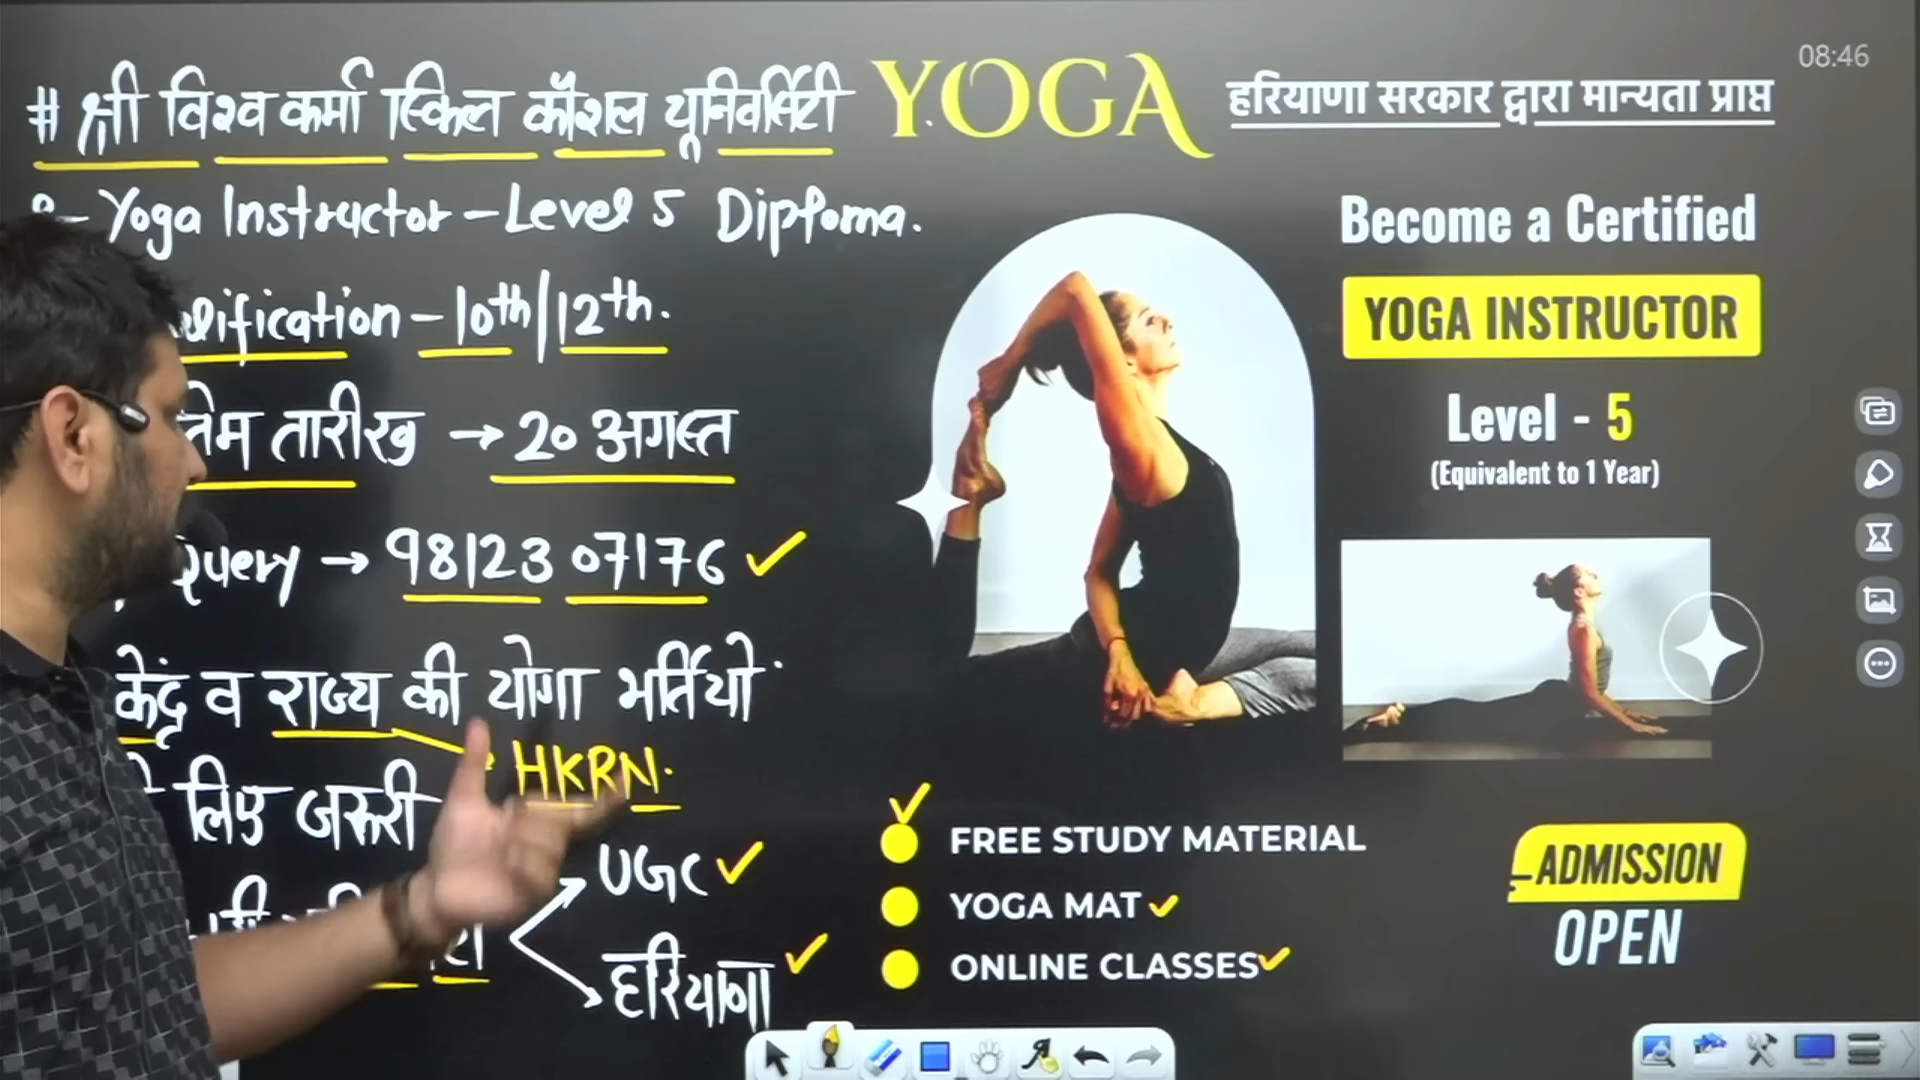 # श्री विश्वकर्मा स्किल कौशल यूनिवर्सिटी
Yoga Instructor - Level 5 Diploma.
10th/12th.
तारीख → 20 अगस्त
Query → 98123 07176 ✓
केंद्र व राज्य की योगा भर्तियों
HKRN.
लिए जरूरी
UGC ✓
हरियाणा ✓
YOGA
हरियाणा सरकार द्वारा मान्यता प्राप्त
08:46
Become a Certified
YOGA INSTRUCTOR
Level - 5
(Equivalent to 1 Year)
FREE STUDY MATERIAL
YOGA MAT ✓
ONLINE CLASSES ✓
ADMISSION
OPEN